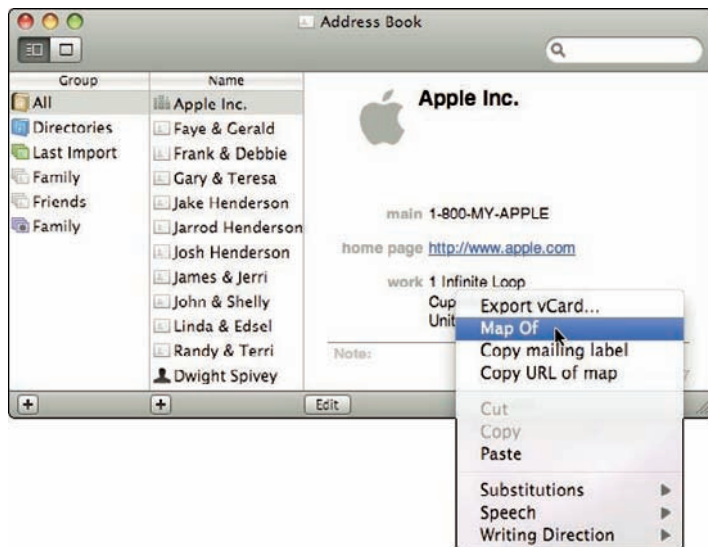 Address Book
Group
Name
All
Directories
Last Import
Family
Friends
Family
Apple Inc.
Faye & Gerald
Frank & Debbie
Gary & Teresa
Jake Henderson
Jarrod Henderson
Josh Henderson
James & Jerri
John & Shelly
Linda & Edsel
Randy & Terri
Dwight Spivey
Apple Inc.
main 1-800-MY-APPLE
home page http://www.apple.com
work 1 Infinite Loop
Cup
Unit
Note:
Edit
Export vCard...
Map Of
Copy mailing label
Copy URL of map
Cut
Copy
Paste
Substitutions
Speech
Writing Direction